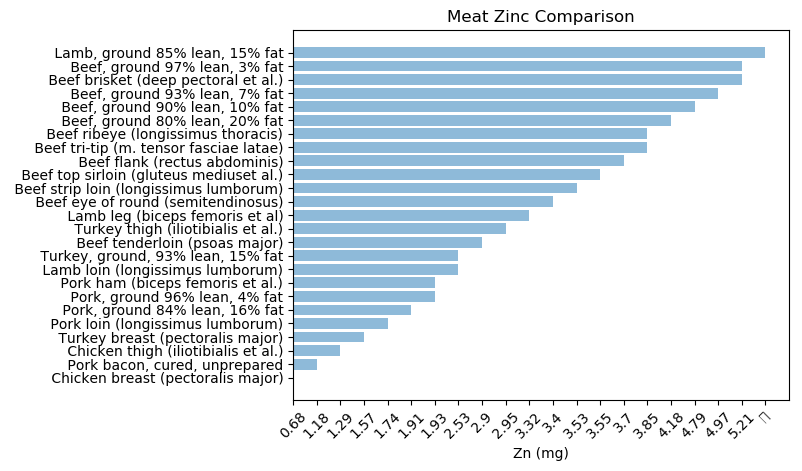 Meat Zinc Comparison
Lamb, ground 85% lean, 15% fat
Beef, ground 97% lean, 3% fat
Beef brisket (deep pectoral et al.)
Beef, ground 93% lean, 7% fat
Beef, ground 90% lean, 10% fat
Beef, ground 80% lean, 20% fat
Beef ribeye (longissimus thoracis)
Beef tri-tip (m. tensor fasciae latae)
Beef flank (rectus abdominis)
Beef top sirloin (gluteus mediuset al.)
Beef strip loin (longissimus lumborum)
Beef eye of round (semitendinosus)
Lamb leg (biceps femoris et al)
Turkey thigh (iliotibialis et al.)
Beef tenderloin (psoas major)
Turkey, ground, 93% lean, 15% fat
Lamb loin (longissimus lumborum)
Pork ham (biceps femoris et al.)
Pork, ground 96% lean, 4% fat
Pork, ground 84% lean, 16% fat
Pork loin (longissimus lumborum)
Turkey breast (pectoralis major)
Chicken thigh (iliotibialis et al.)
Pork bacon, cured, unprepared
Chicken breast (pectoralis major)
0.68 1.18 1.29 1.57 1.74 1.91 1.93 2.53 2.9 2.95 3.32 3.4 3.53 3.55 3.7 3.85 4.18 4.79 4.97 5.21
Zn (mg)